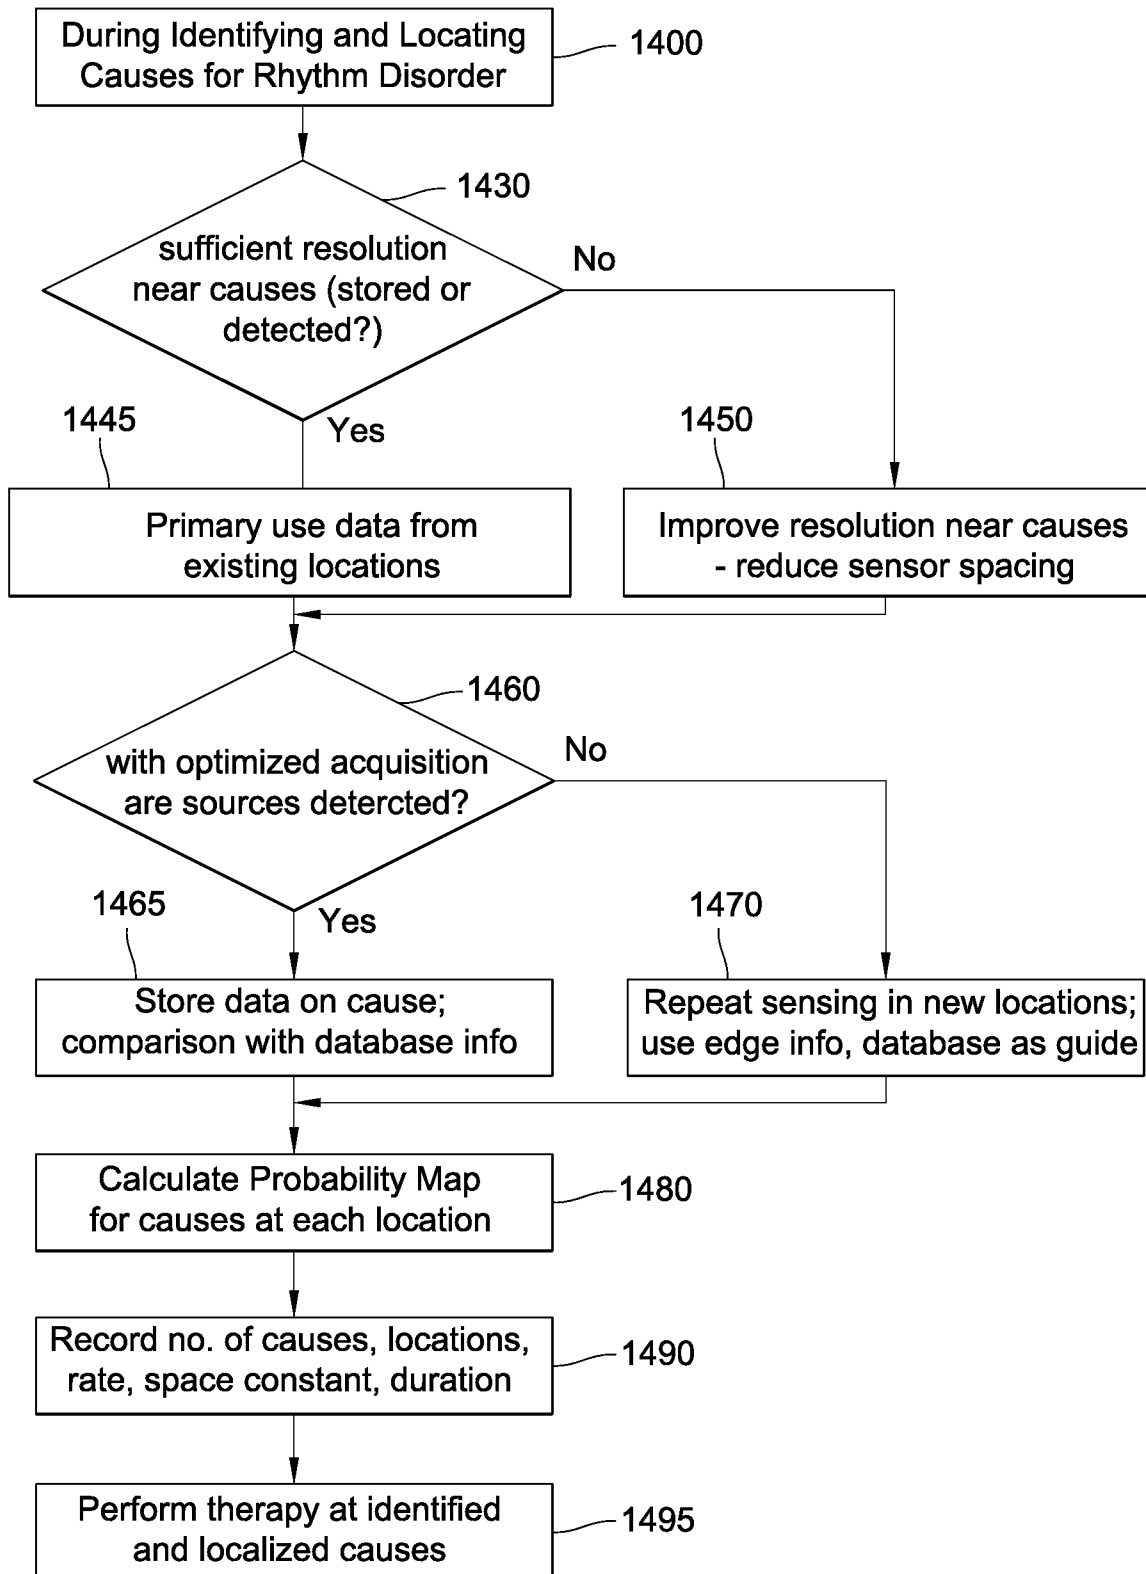 During Identifying and Locating
Causes for Rhythm Disorder
1400
1430
sufficient resolution
near causes (stored or
detected?)
No
Yes
1445
Primary use data from
existing locations
1450
Improve resolution near causes
- reduce sensor spacing
1460
with optimized acquisition
are sources detercted?
No
Yes
1465
Store data on cause;
comparison with database info
1470
Repeat sensing in new locations;
use edge info, database as guide
Calculate Probability Map
for causes at each location
1480
Record no. of causes, locations,
rate, space constant, duration
1490
Perform therapy at identified
and localized causes
1495